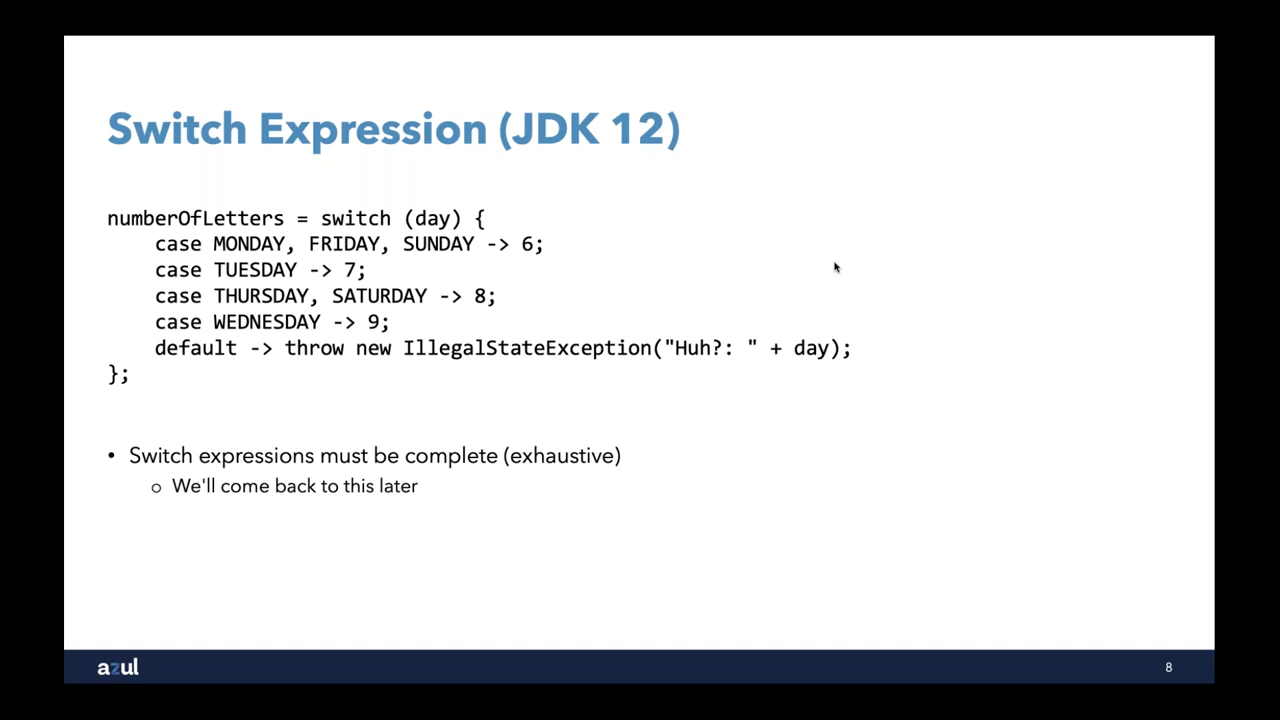 Switch Expression (JDK 12)
numberOfLetters = switch (day) {
    case MONDAY, FRIDAY, SUNDAY -> 6;
    case TUESDAY -> 7;
    case THURSDAY, SATURDAY -> 8;
    case WEDNESDAY -> 9;
    default -> throw new IllegalStateException("Huh?: " + day);
};
• Switch expressions must be complete (exhaustive)
o We'll come back to this later
azul
8